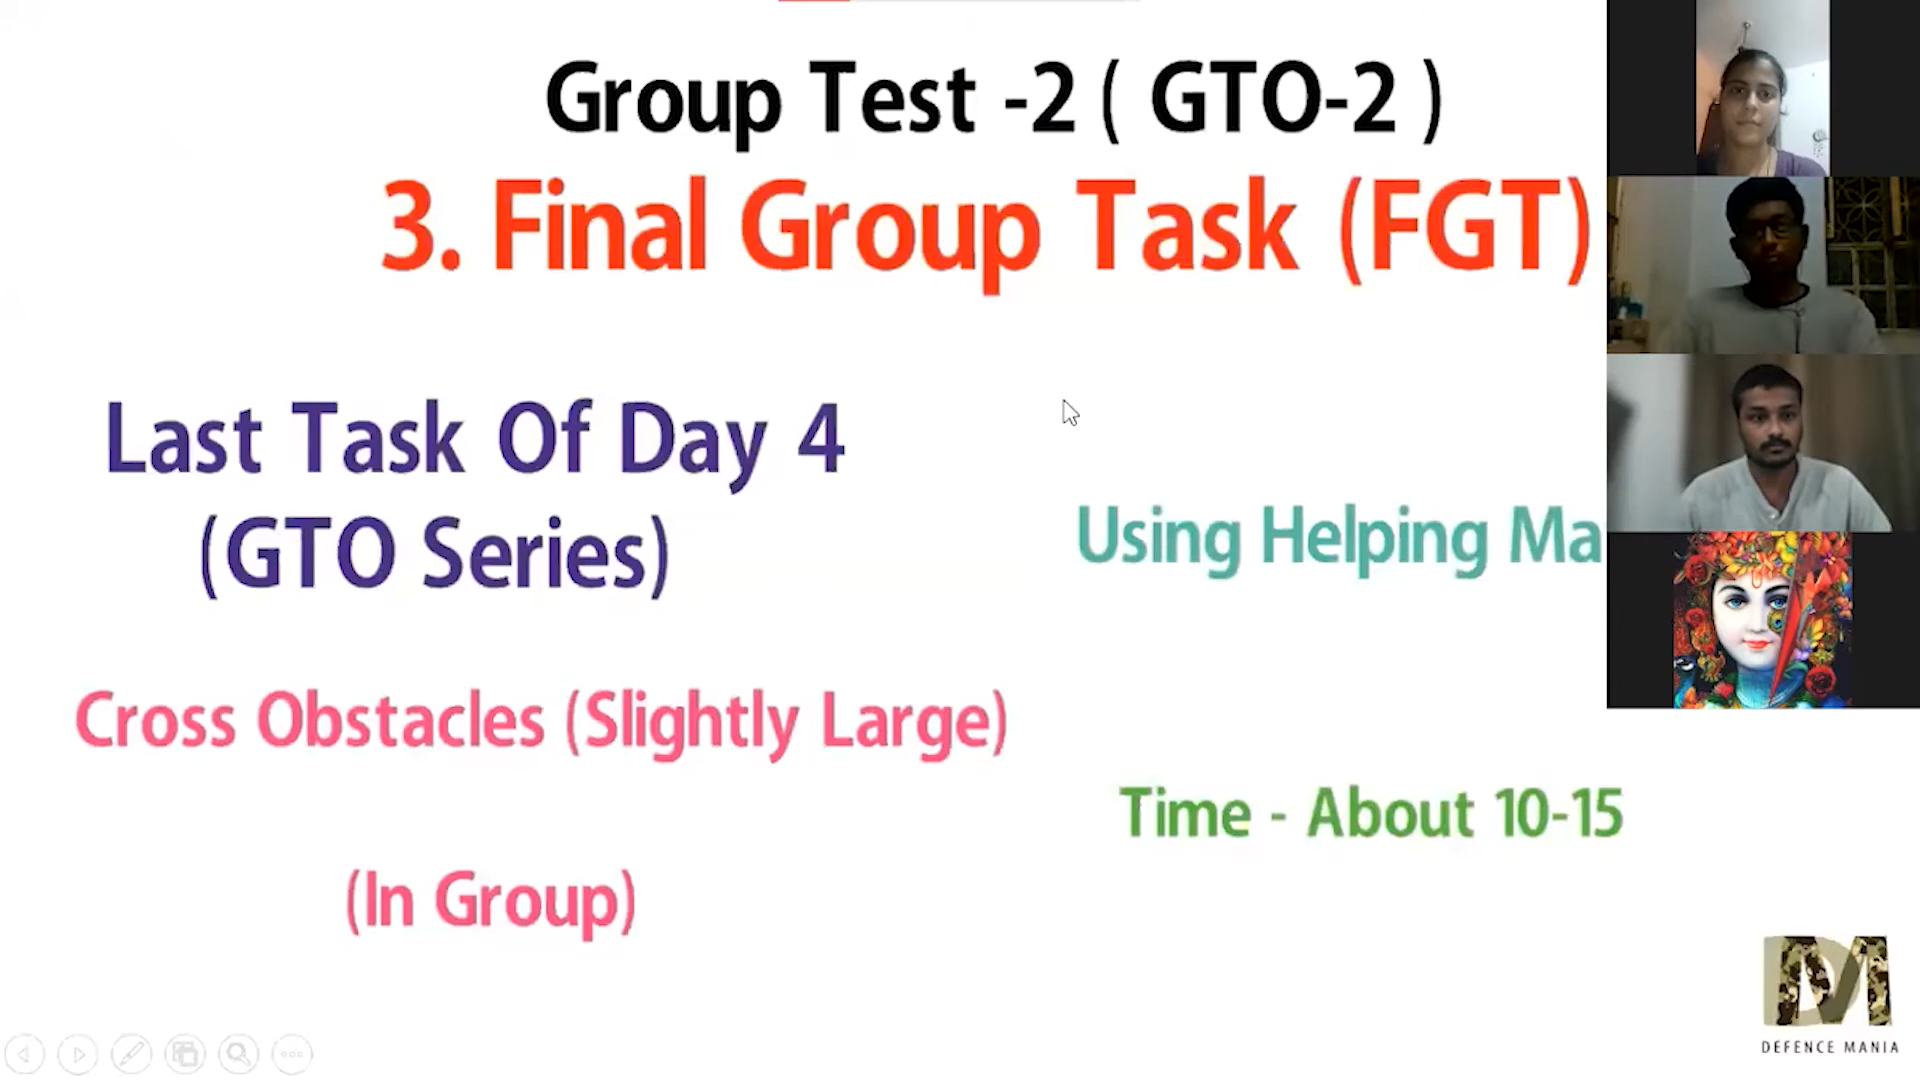 Group Test -2 ( GTO-2 )
3. Final Group Task (FGT)
Last Task Of Day 4
(GTO Series)
Using Helping Ma
Cross Obstacles (Slightly Large)
Time - About 10-15
(In Group)
DM
DEFENCE MANIA